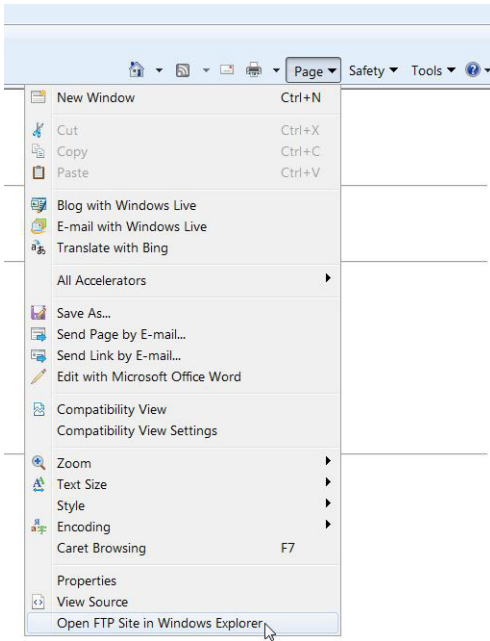 Page Safety Tools
New Window Ctrl+N
Cut Ctrl+X
Copy Ctrl+C
Paste Ctrl+V
Blog with Windows Live
E-mail with Windows Live
Translate with Bing
All Accelerators
Save As...
Send Page by E-mail...
Send Link by E-mail...
Edit with Microsoft Office Word
Compatibility View
Compatibility View Settings
Zoom
Text Size
Style
Encoding
Caret Browsing F7
Properties
View Source
Open FTP Site in Windows Explorer